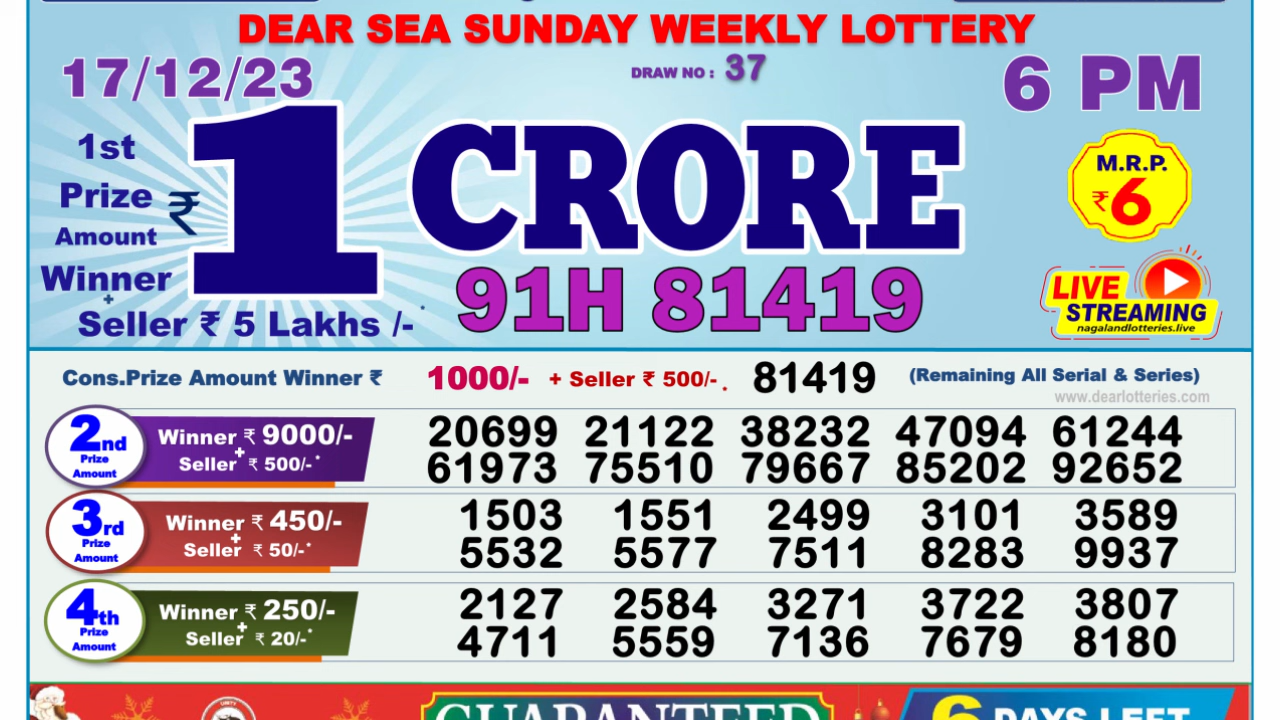 DEAR SEA SUNDAY WEEKLY LOTTERY
17/12/23
DRAW NO : 37
6 PM
1st
Prize
Amount
Winner
+
Seller ₹ 5 Lakhs /-*
₹ 1 CRORE
91H 81419
M.R.P.
₹6
LIVE
STREAMING
nagalandlotteries.live
Cons.Prize Amount Winner ₹ 1000/- + Seller ₹ 500/- . 81419 (Remaining All Serial & Series)
www.dearlotteries.com
2nd
Prize
Amount
Winner ₹ 9000/-
+
Seller ₹ 500/-*
20699 21122 38232 47094 61244
61973 75510 79667 85202 92652
3rd
Prize
Amount
Winner ₹ 450/-
+
Seller ₹ 50/-*
1503 1551 2499 3101 3589
5532 5577 7511 8283 9937
4th
Prize
Amount
Winner ₹ 250/-
+
Seller ₹ 20/-*
2127 2584 3271 3722 3807
4711 5559 7136 7679 8180
UNITY
GUARANTEED
6 DAYS LEFT